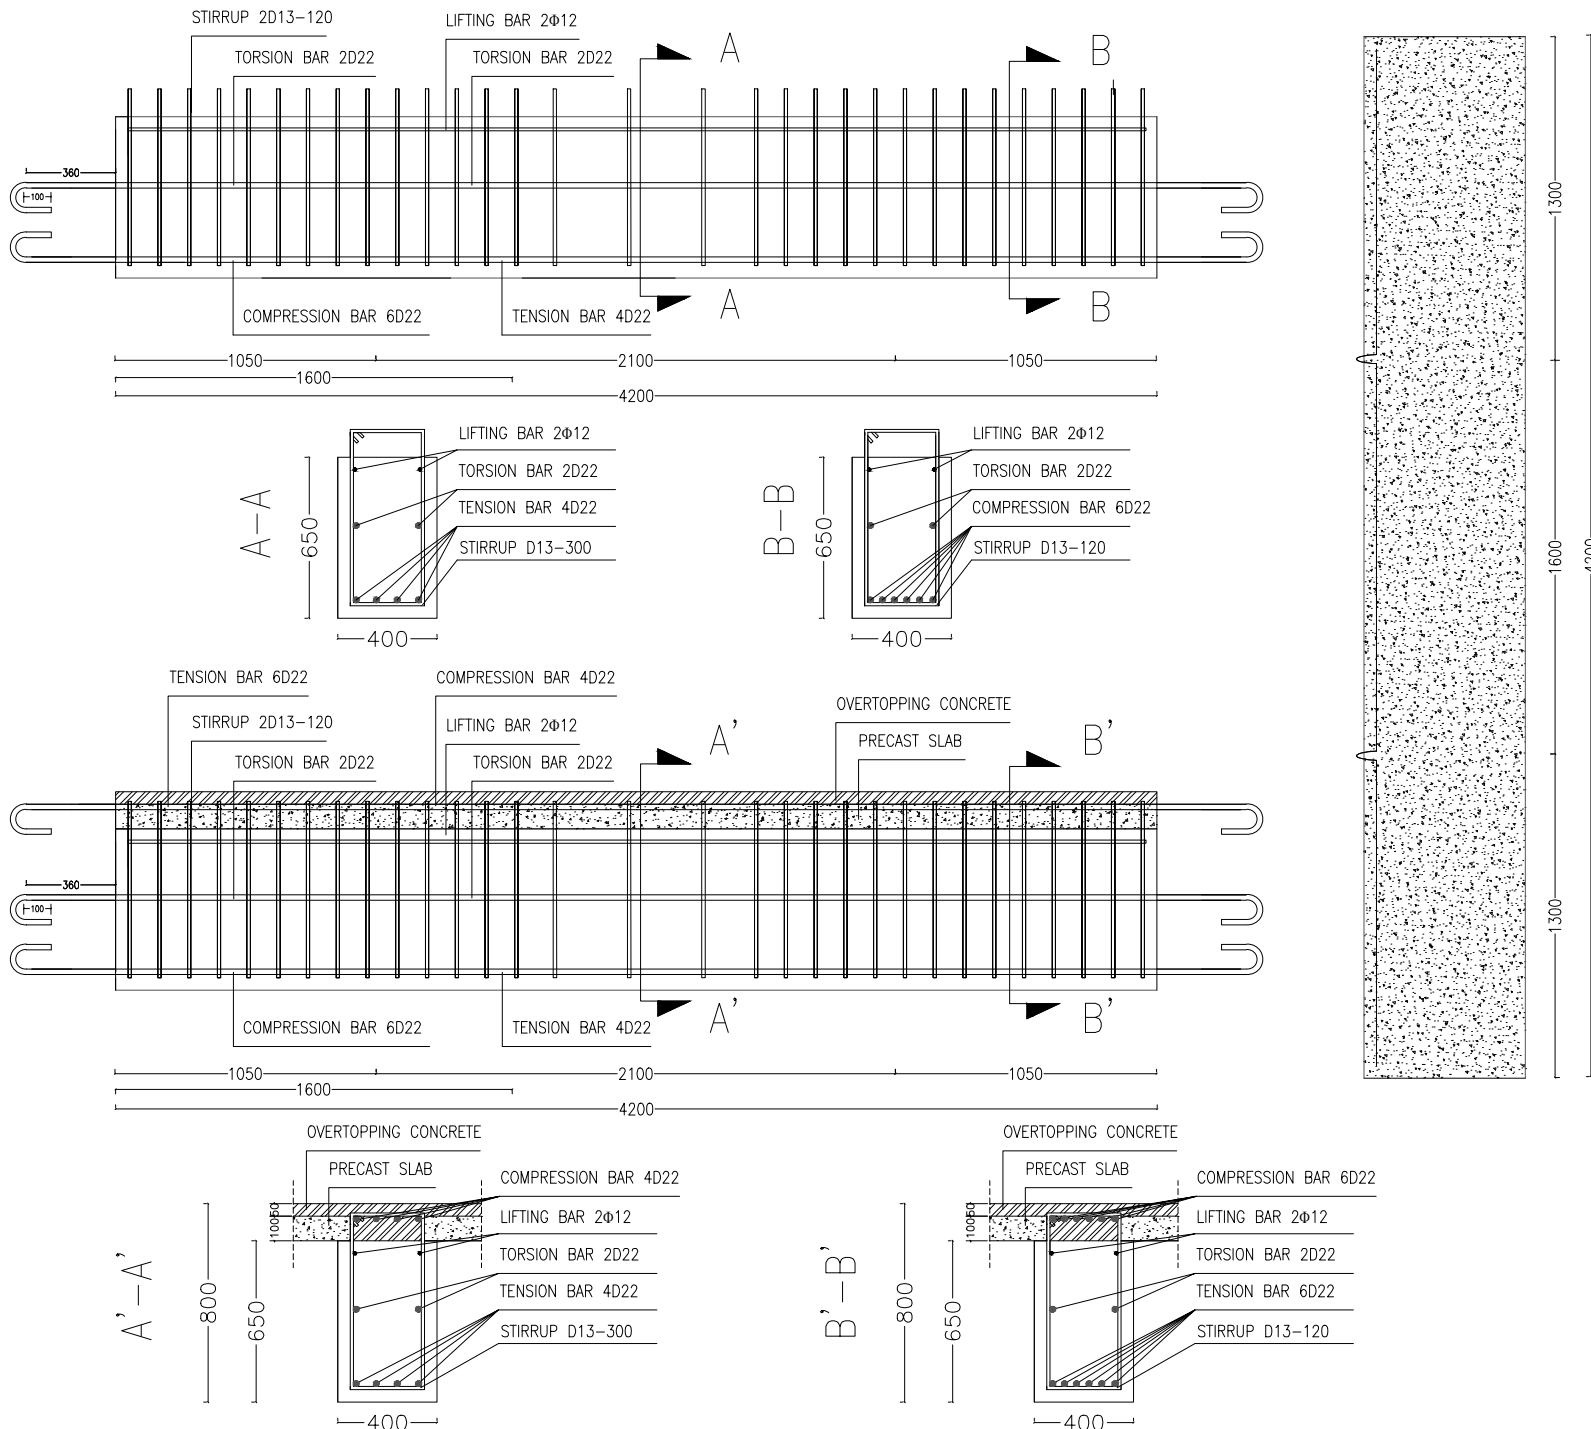 STIRRUP 2D13-120
LIFTING BAR 2Φ12
TORSION BAR 2D22
TORSION BAR 2D22
A
B
360
100
COMPRESSION BAR 6D22
TENSION BAR 4D22
A
B
1050
2100
1050
1600
4200
A-A
650
400
LIFTING BAR 2Φ12
TORSION BAR 2D22
TENSION BAR 4D22
STIRRUP D13-300
B-B
650
400
LIFTING BAR 2Φ12
TORSION BAR 2D22
COMPRESSION BAR 6D22
STIRRUP D13-120
1300
1600
1300
4200
TENSION BAR 6D22
COMPRESSION BAR 4D22
STIRRUP 2D13-120
LIFTING BAR 2Φ12
TORSION BAR 2D22
TORSION BAR 2D22
OVERTOPPING CONCRETE
PRECAST SLAB
A'
B'
360
100
COMPRESSION BAR 6D22
TENSION BAR 4D22
A'
B'
1050
2100
1050
1600
4200
OVERTOPPING CONCRETE
PRECAST SLAB
COMPRESSION BAR 4D22
LIFTING BAR 2Φ12
TORSION BAR 2D22
TENSION BAR 4D22
STIRRUP D13-300
A'-A'
800
650
100
50
400
OVERTOPPING CONCRETE
PRECAST SLAB
COMPRESSION BAR 6D22
LIFTING BAR 2Φ12
TORSION BAR 2D22
TENSION BAR 6D22
STIRRUP D13-120
B'-B'
800
650
100
50
400